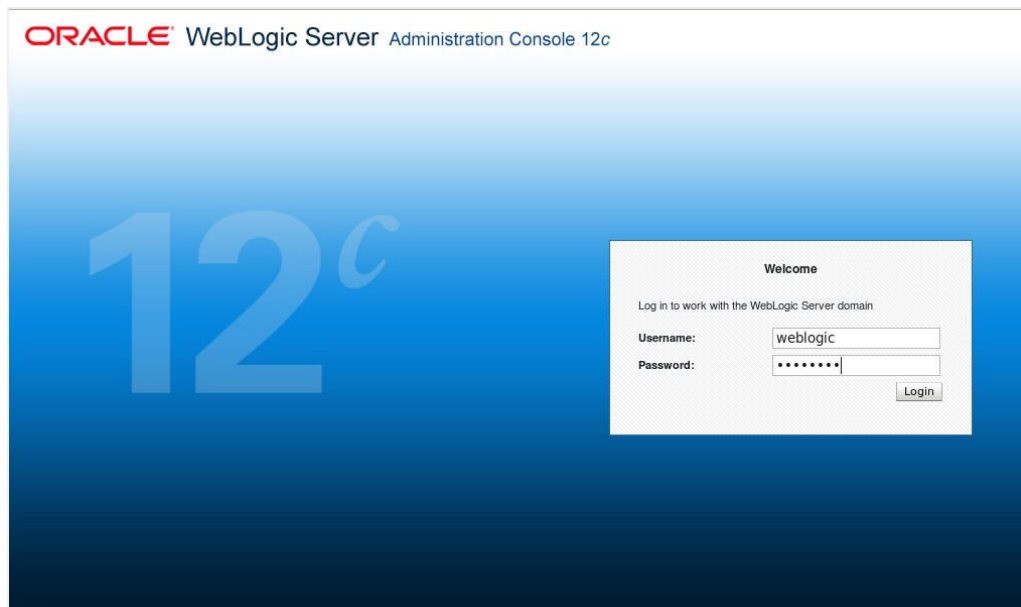 ORACLE WebLogic Server Administration Console 12c
12c
Welcome
Log in to work with the WebLogic Server domain
Username: weblogic
Password: ••••••••
Login